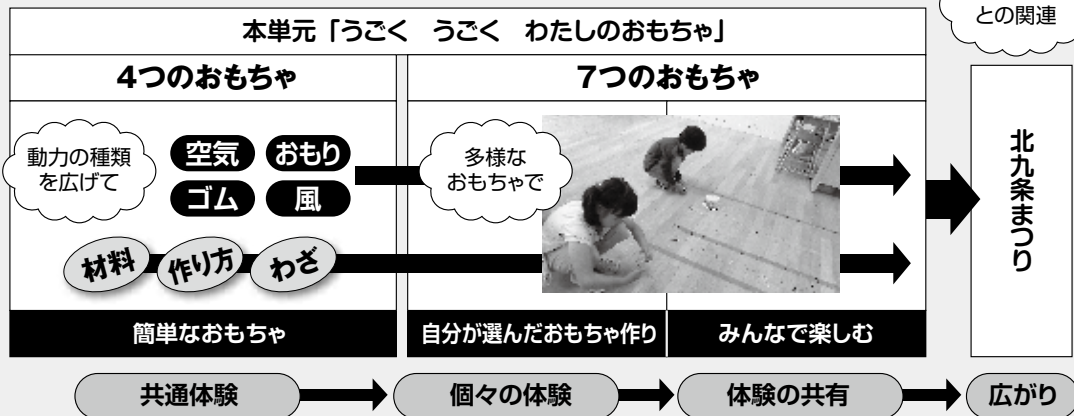 との関連
本単元「うごく　うごく　わたしのおもちゃ」
4つのおもちゃ
7つのおもちゃ
動力の種類
を広げて
空気
おもり
ゴム
風
多様な
おもちゃで
材料
作り方
わざ
北九条まつり
簡単なおもちゃ
自分が選んだおもちゃ作り
みんなで楽しむ
共通体験
個々の体験
体験の共有
広がり